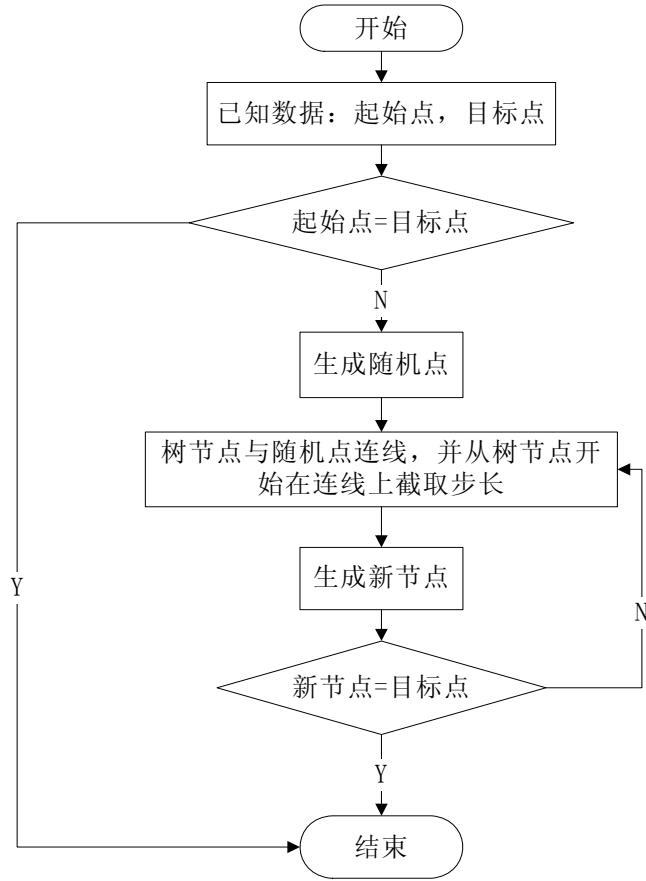 开始
已知数据：起始点，目标点
起始点=目标点
N
生成随机点
树节点与随机点连线，并从树节点开
始在连线上截取步长
生成新节点
Y
N
新节点=目标点
Y
结束